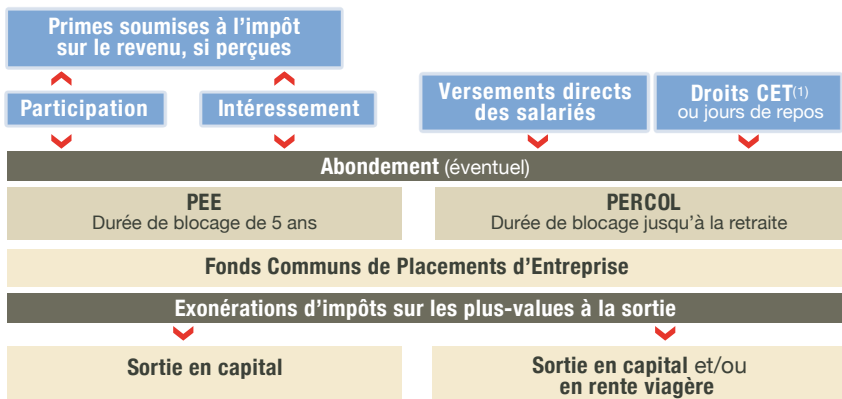 Primes soumises à l'impôt
sur le revenu, si perçues
Participation
Intéressement
Versements directs
des salariés
Droits CET(1)
ou jours de repos
Abondement (éventuel)
PEE
Durée de blocage de 5 ans
PERCOL
Durée de blocage jusqu'à la retraite
Fonds Communs de Placements d'Entreprise
Exonérations d'impôts sur les plus-values à la sortie
Sortie en capital
Sortie en capital et/ou
en rente viagère